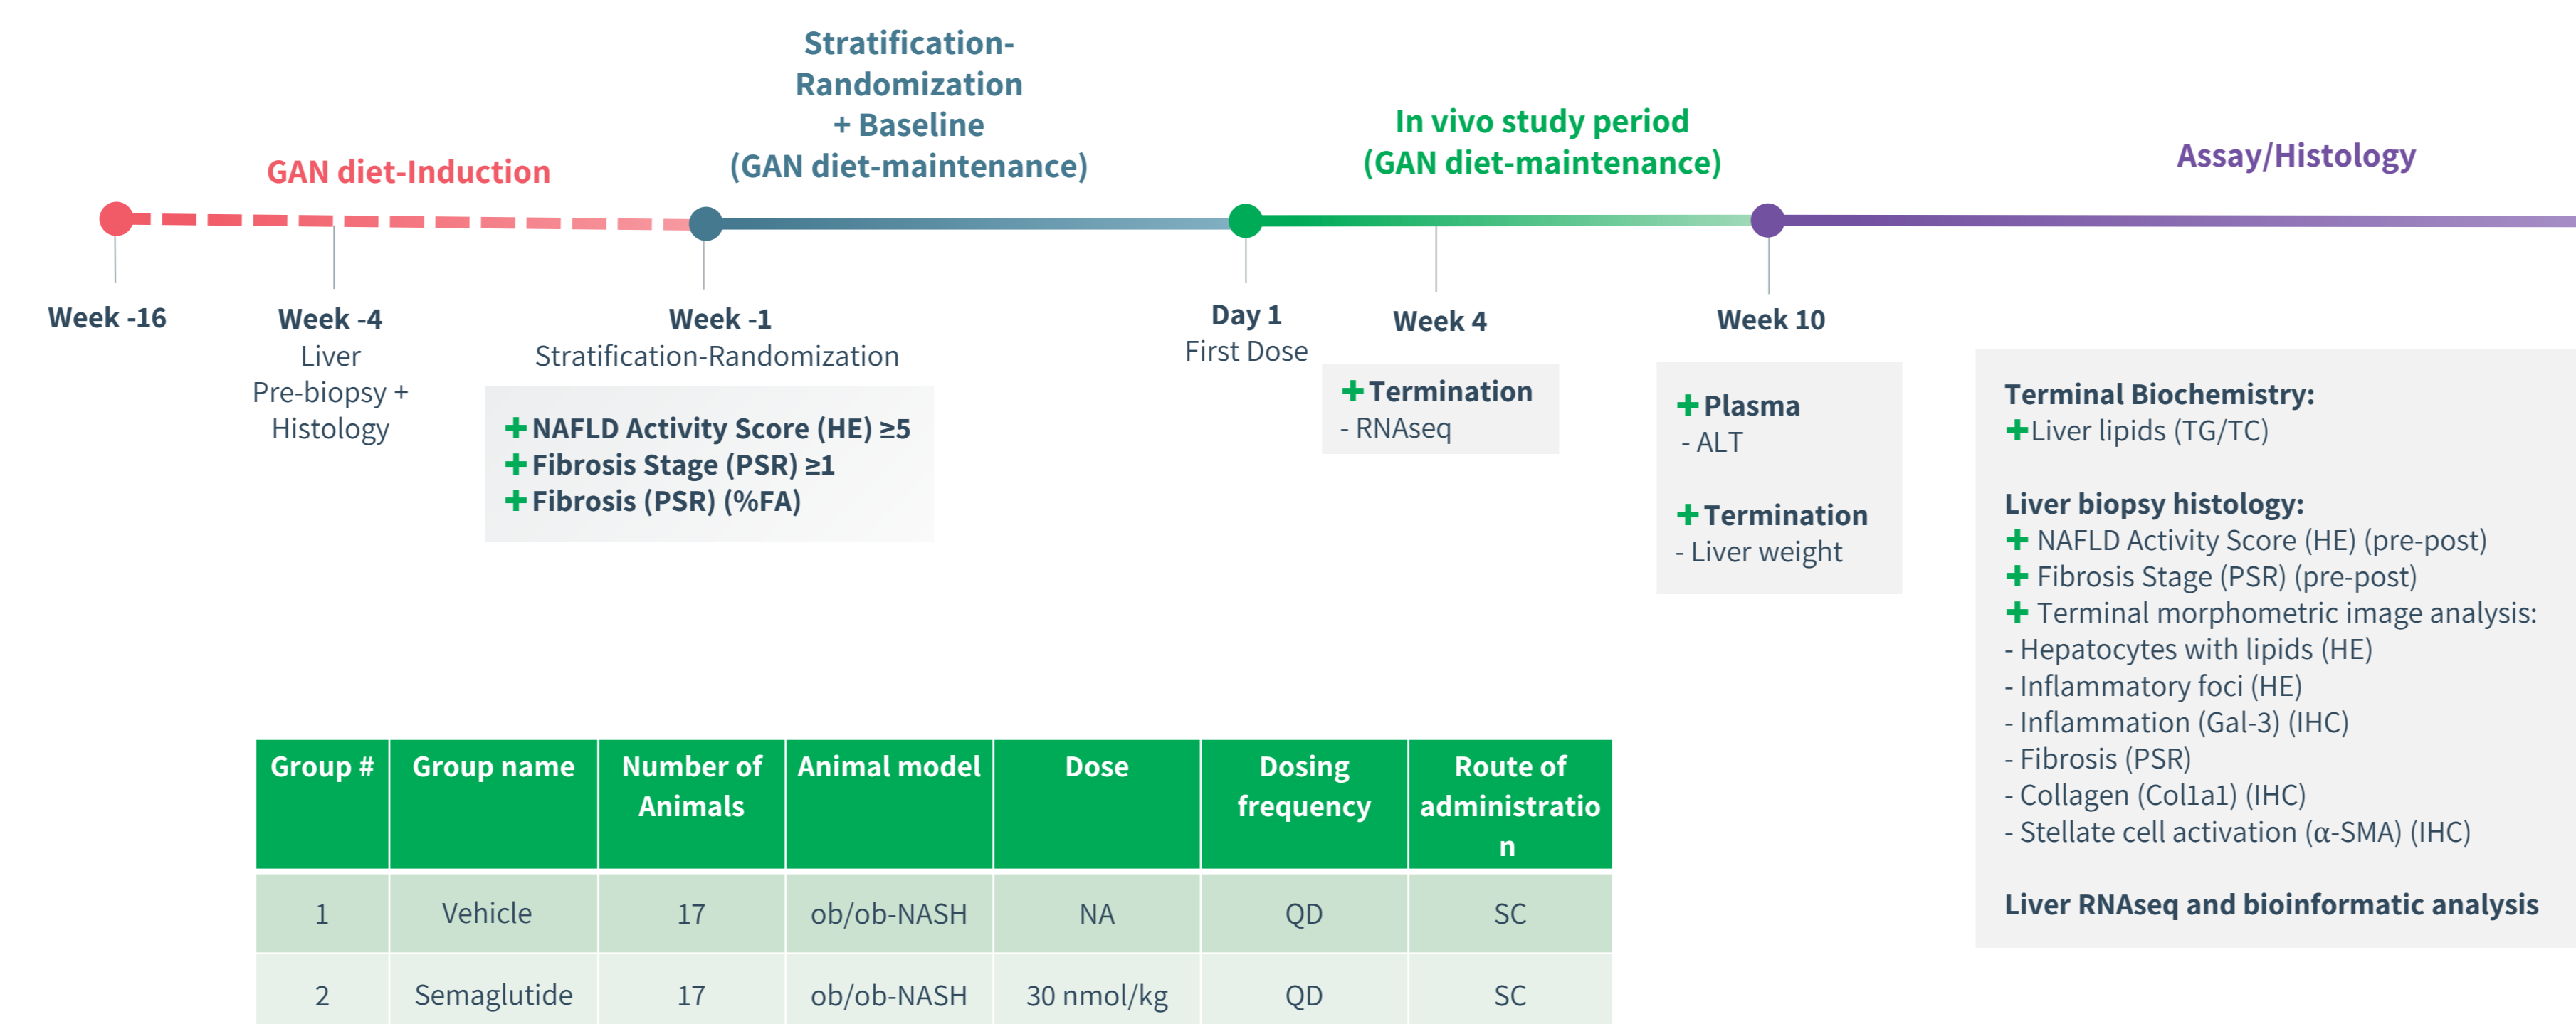 Stratification-
Randomization
+ Baseline
(GAN diet-maintenance)
GAN diet-Induction
In vivo study period
(GAN diet-maintenance)
Assay/Histology
Week -16
Week -4
Liver
Pre-biopsy +
Histology
Week -1
Stratification-Randomization
+ NAFLD Activity Score (HE) ≥5
+ Fibrosis Stage (PSR) ≥1
+ Fibrosis (PSR) (%FA)
Day 1
First Dose
Week 4
+ Termination
- RNAseq
Week 10
+ Plasma
- ALT
+ Termination
- Liver weight
Terminal Biochemistry:
+ Liver lipids (TG/TC)
Liver biopsy histology:
+ NAFLD Activity Score (HE) (pre-post)
+ Fibrosis Stage (PSR) (pre-post)
+ Terminal morphometric image analysis:
- Hepatocytes with lipids (HE)
- Inflammatory foci (HE)
- Inflammation (Gal-3) (IHC)
- Fibrosis (PSR)
- Collagen (Col1a1) (IHC)
- Stellate cell activation (α-SMA) (IHC)
Liver RNAseq and bioinformatic analysis
Group # Group name Number of Animals Animal model Dose Dosing frequency Route of administratio n
1 Vehicle 17 ob/ob-NASH NA QD SC
2 Semaglutide 17 ob/ob-NASH 30 nmol/kg QD SC